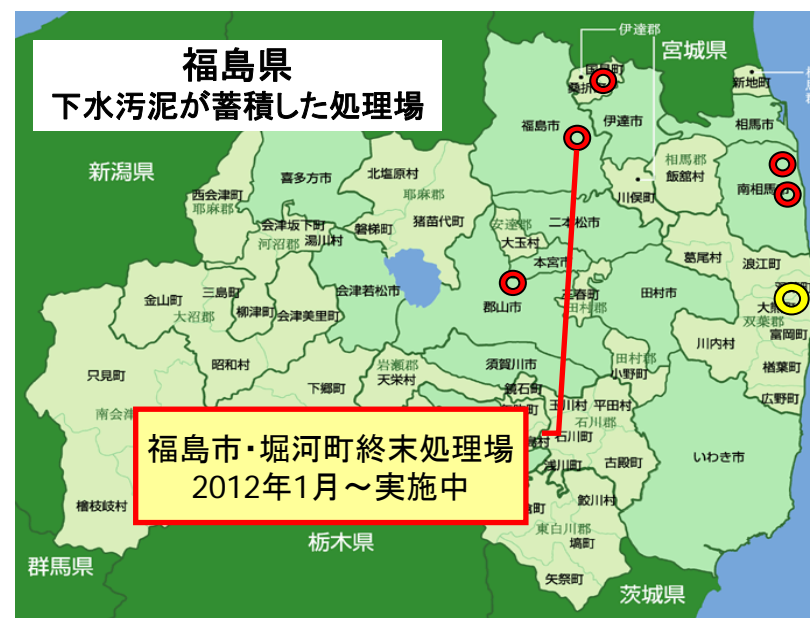 福島県
下水汚泥が蓄積した処理場
伊達郡
宮城県
新地町
福島市
伊達市
相馬市
新潟県
北塩原村
喜多方市
耶麻郡
相馬郡
飯舘村
南相馬
西会津町
耶麻郡
川俣町
猪苗代町
安達郡
二本松市
会津坂下町
磐梯町
河沼郡
湯川村
大玉村
本宮市
葛尾村
浪江町
三島町
金山町
大沼郡
柳津町
会津美里町
会津若松市
郡山市
田村郡
田村市
双葉郡
富岡町
川内村
昭和村
只見町
下郷町
岩瀬郡
天栄村
須賀川市
田村郡
小野町
楢葉町
鏡石町
広野町
南会津
玉川村
平田村
石川郡
石川町
福島市・堀河町終末処理場
2012年1月～実施中
浅川町
古殿町
いわき市
檜枝岐村
鮫川村
東白川郡
塙町
栃木県
群馬県
矢祭町
茨城県